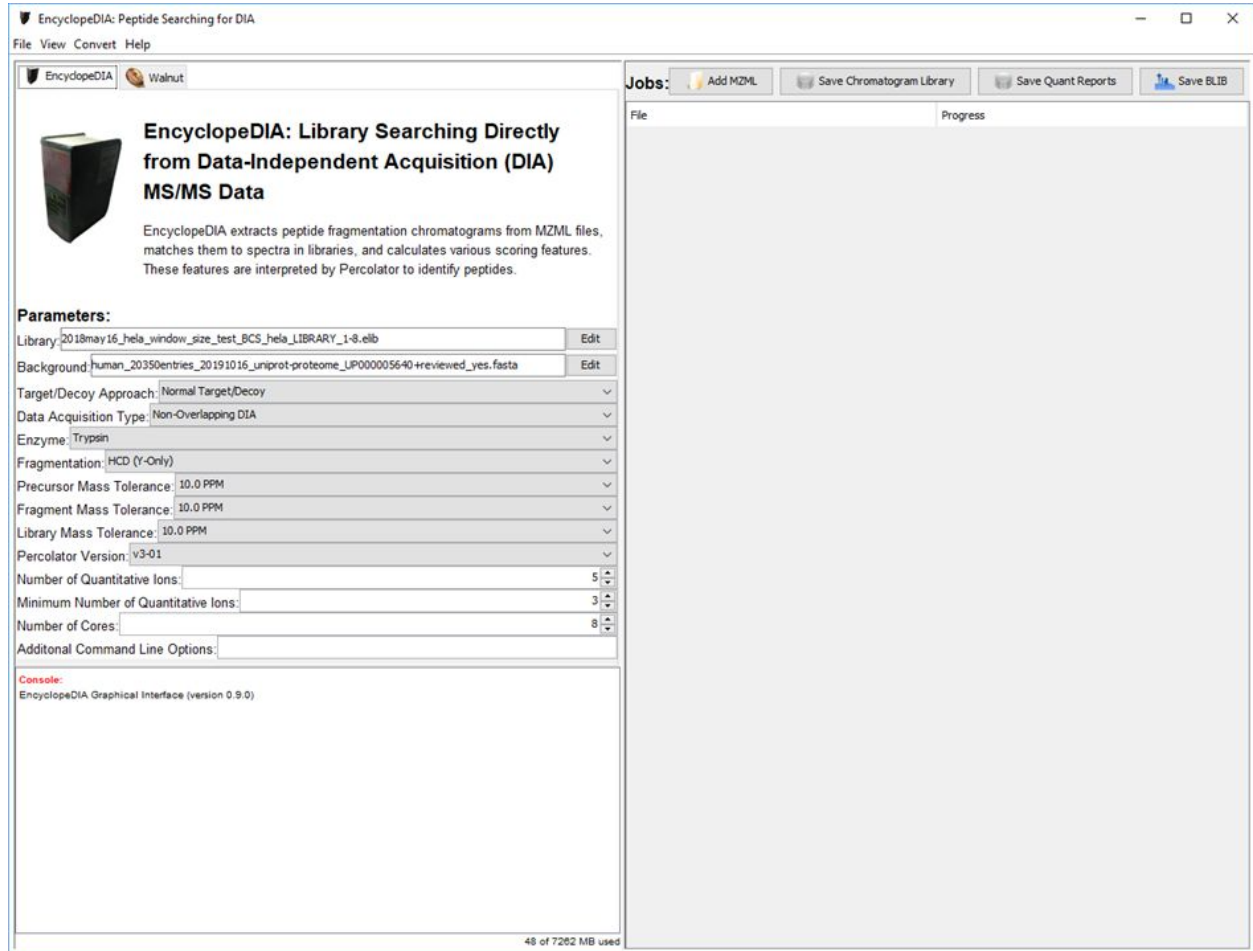 EncyclopeDIA: Peptide Searching for DIA
File View Convert Help
EncyclopeDIA Walnut
EncyclopeDIA: Library Searching Directly
from Data-Independent Acquisition (DIA)
MS/MS Data
EncyclopeDIA extracts peptide fragmentation chromatograms from MZML files,
matches them to spectra in libraries, and calculates various scoring features.
These features are interpreted by Percolator to identify peptides.
Parameters:
Library: 2018may16_hela_window_size_test_BCS_hela_LIBRARY_1-8.elib Edit
Background: human_20350entries_20191016_uniprot-proteome_UP000005640+reviewed_yes.fasta Edit
Target/Decoy Approach: Normal Target/Decoy
Data Acquisition Type: Non-Overlapping DIA
Enzyme: Trypsin
Fragmentation: HCD (Y-Only)
Precursor Mass Tolerance: 10.0 PPM
Fragment Mass Tolerance: 10.0 PPM
Library Mass Tolerance: 10.0 PPM
Percolator Version: v3-01
Number of Quantitative Ions: 5
Minimum Number of Quantitative Ions: 3
Number of Cores: 8
Additonal Command Line Options:
Console:
EncyclopeDIA Graphical Interface (version 0.9.0)
48 of 7262 MB used
Jobs: Add MZML Save Chromatogram Library Save Quant Reports Save BLIB
File Progress